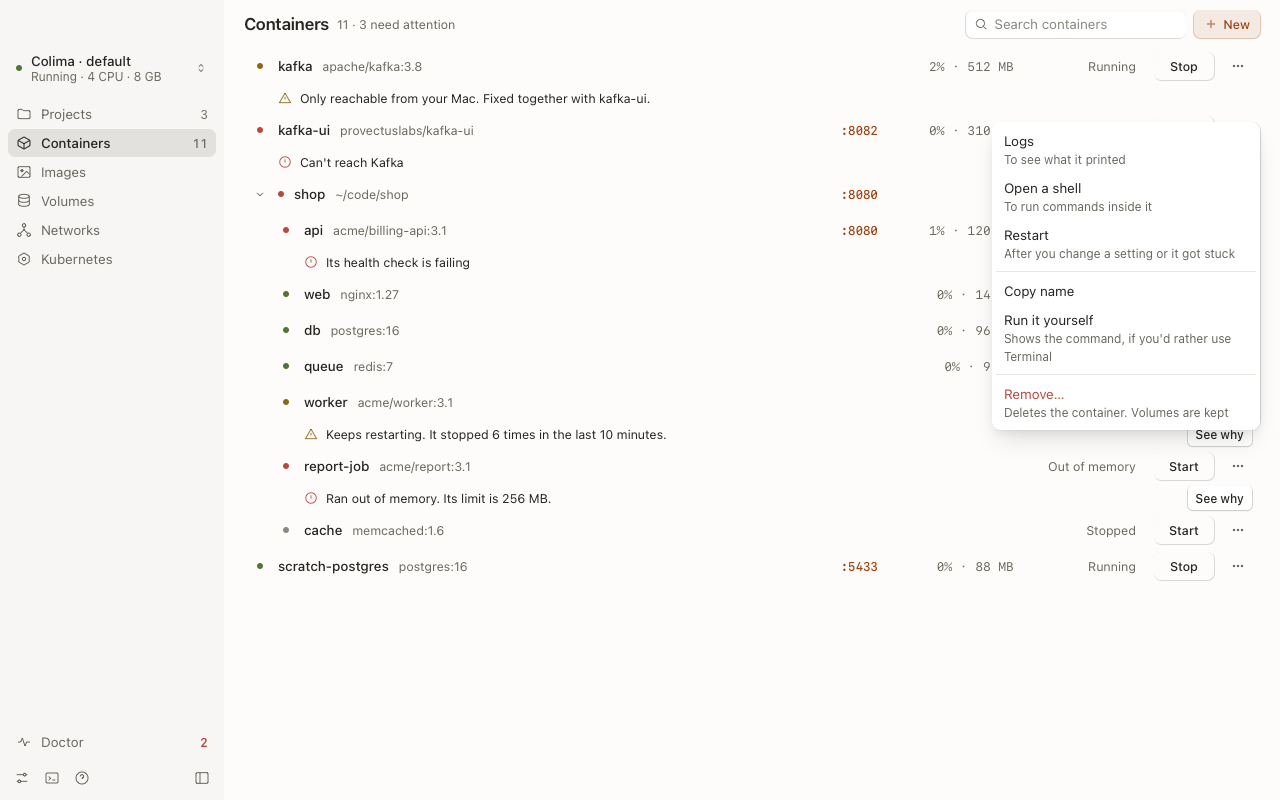 Containers 11 · 3 need attention
Search containers
New
Colima · default
Running · 4 CPU · 8 GB
Projects 3
Containers 11
Images
Volumes
Networks
Kubernetes
Doctor 2
kafka apache/kafka:3.8 2% · 512 MB Running Stop
Only reachable from your Mac. Fixed together with kafka-ui.
kafka-ui provectuslabs/kafka-ui :8082 0% · 310
Can't reach Kafka
shop ~/code/shop :8080
api acme/billing-api:3.1 :8080 1% · 120
Its health check is failing
web nginx:1.27 0% · 14
db postgres:16 0% · 96
queue redis:7 0% · 9
worker acme/worker:3.1
Keeps restarting. It stopped 6 times in the last 10 minutes.
See why
report-job acme/report:3.1 Out of memory Start
Ran out of memory. Its limit is 256 MB.
See why
cache memcached:1.6 Stopped Start
scratch-postgres postgres:16 :5433 0% · 88 MB Running Stop
Logs
To see what it printed
Open a shell
To run commands inside it
Restart
After you change a setting or it got stuck
Copy name
Run it yourself
Shows the command, if you'd rather use
Terminal
Remove…
Deletes the container. Volumes are kept